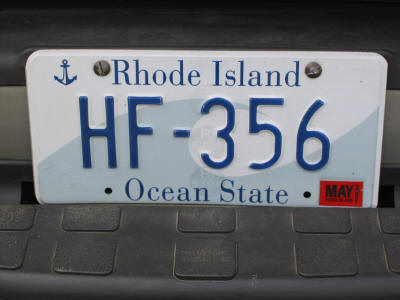 Rhode Island
HF-356
Ocean State
MAY